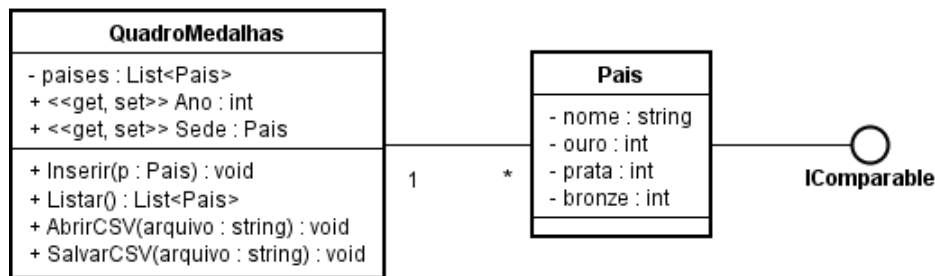 QuadroMedalhas
- paises : List<Pais>
+ <<get, set>> Ano : int
+ <<get, set>> Sede : Pais
+ Inserir(p : Pais) : void
+ Listar() : List<Pais>
+ AbrirCSV(arquivo : string) : void
+ SalvarCSV(arquivo : string) : void
1
*
Pais
- nome : string
- ouro : int
- prata : int
- bronze : int
IComparable